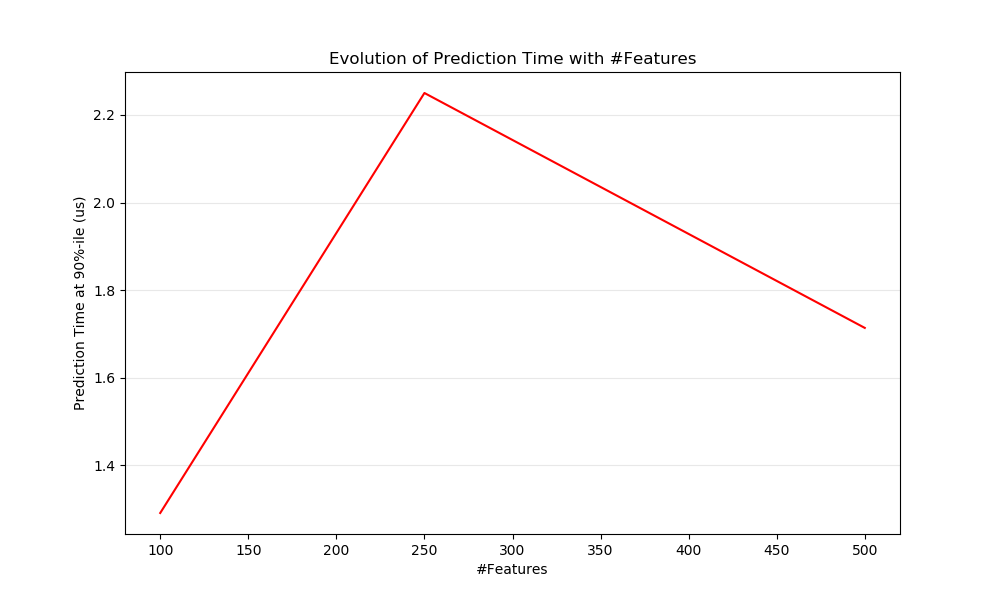 Evolution of Prediction Time with #Features
Prediction Time at 90%-ile (us)
2.2
2.0
1.8
1.6
1.4
100 150 200 250 300 350 400 450 500
#Features